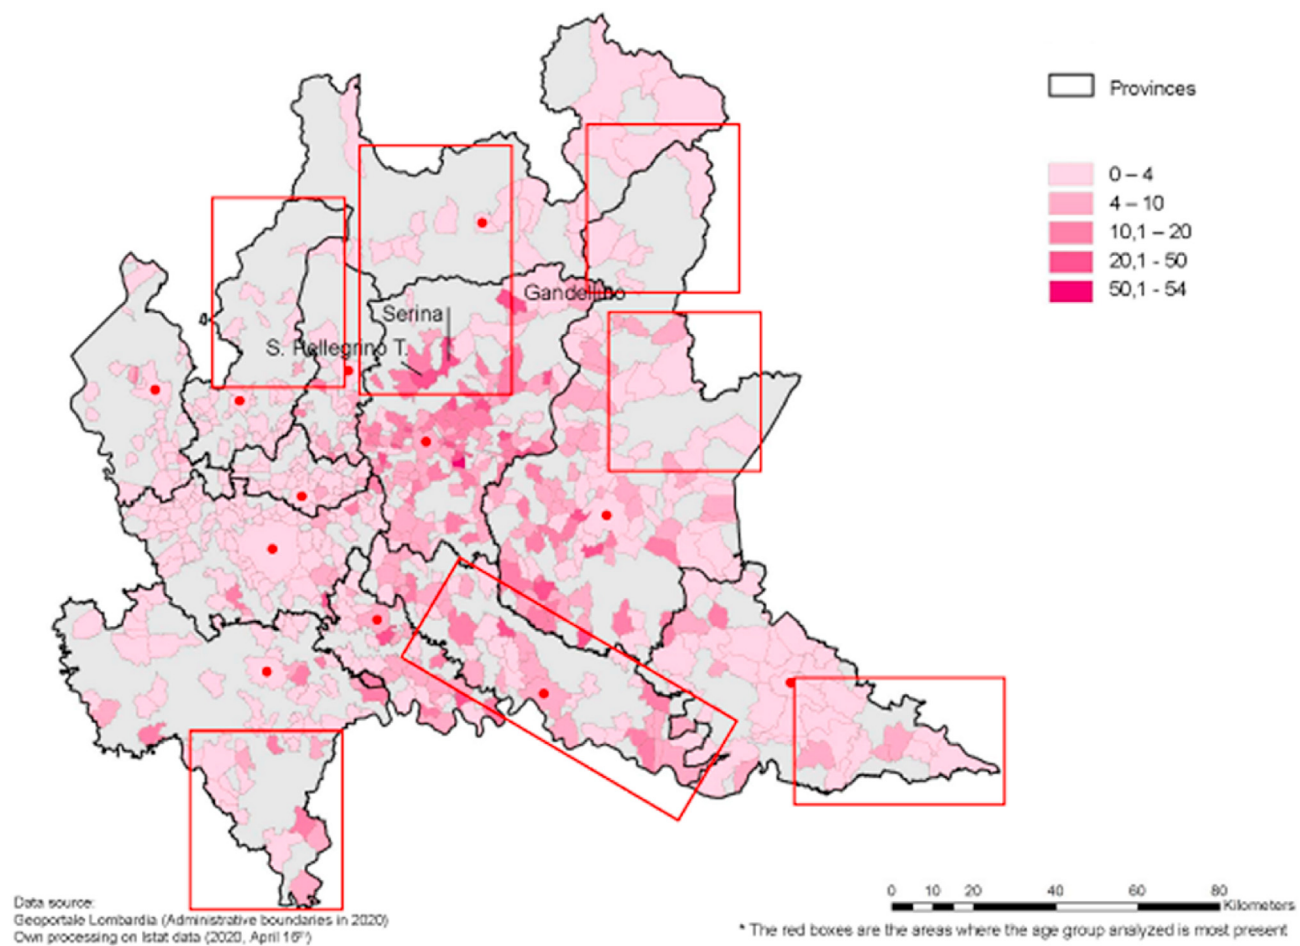 Provinces
0 – 4
4 – 10
10,1 – 20
20,1 - 50
50,1 - 54
Gandellino
Serina
S. Pellegrino T.
Data source:
Geoportale Lombardia (Administrative boundaries in 2020)
Own processing on Istat data (2020, April 16th)
0 10 20 40 60 80
Kilometers
* The red boxes are the areas where the age group analyzed is most present